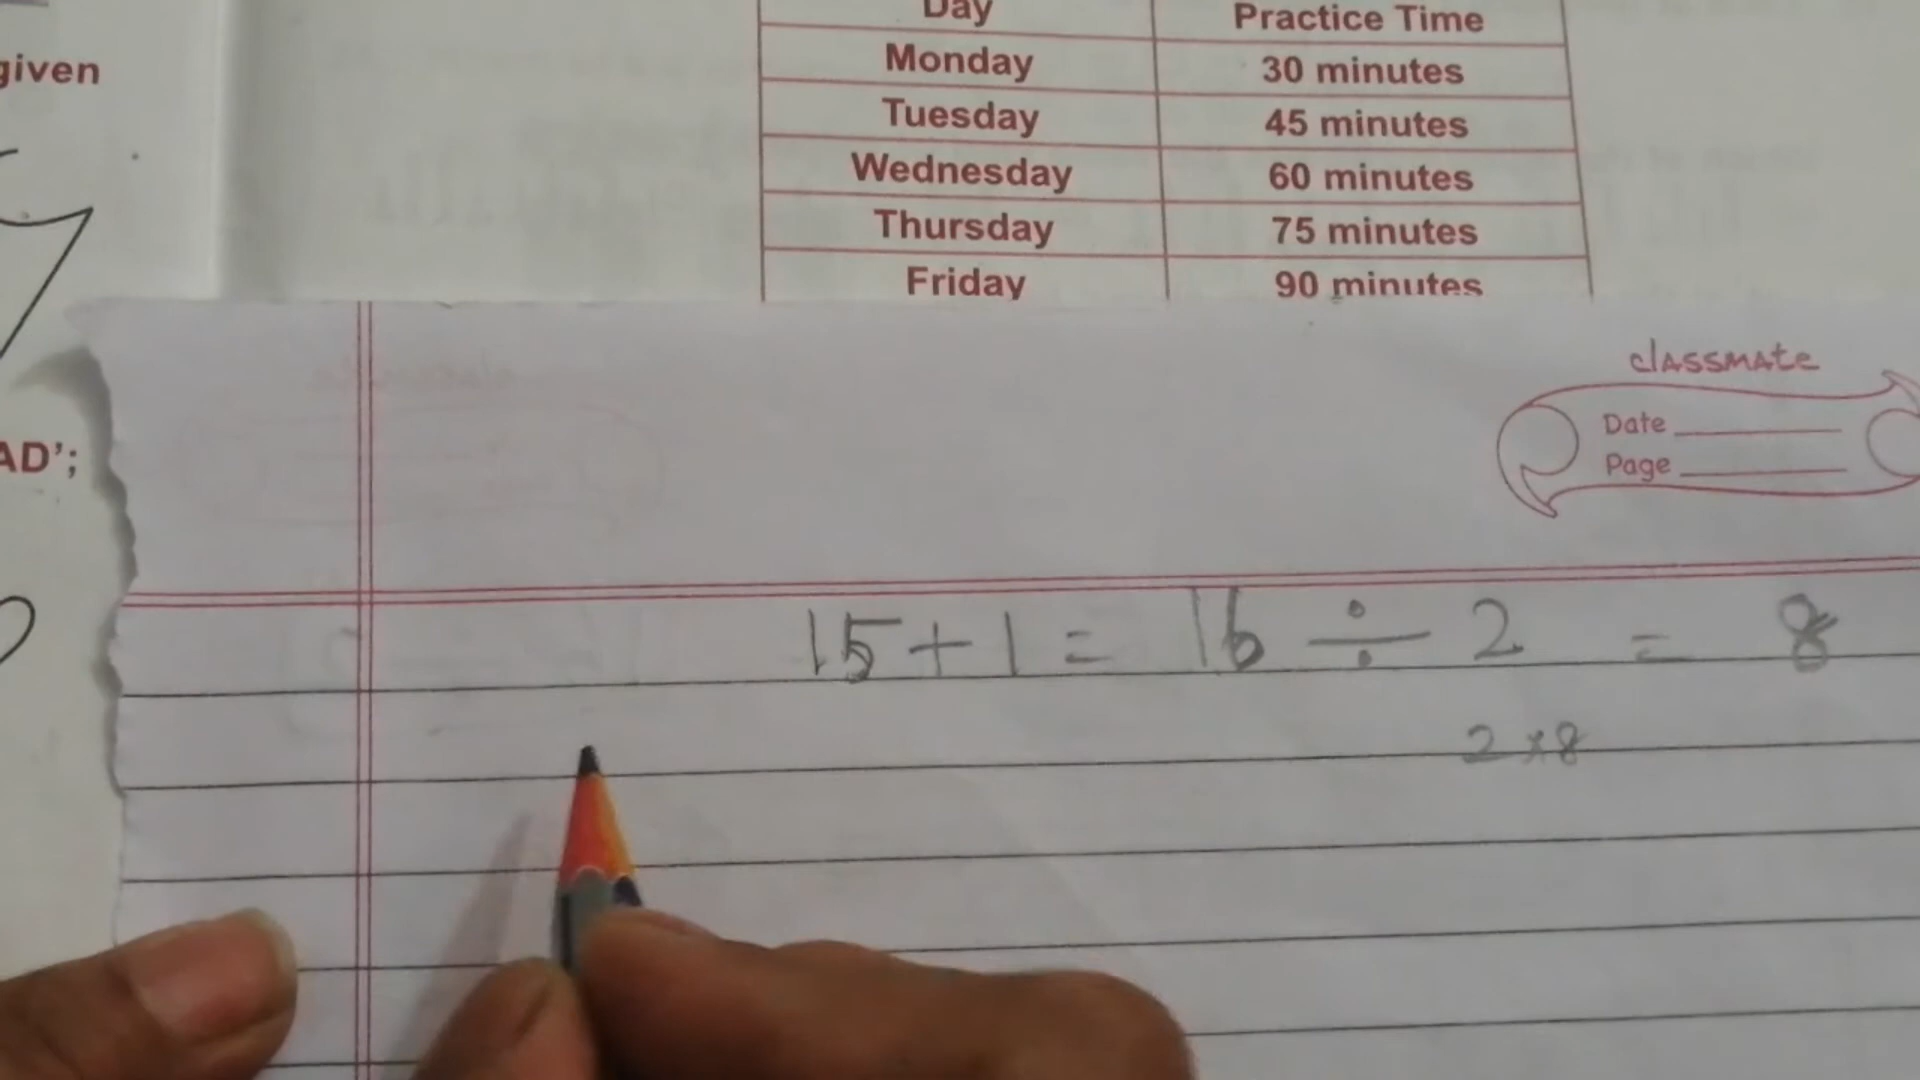 given
Day Practice Time
Monday 30 minutes
Tuesday 45 minutes
Wednesday 60 minutes
Thursday 75 minutes
Friday 90 minutes
classmate
AD’;
Date
Page
15+1 = 16 ÷ 2 = 8
2 × 8